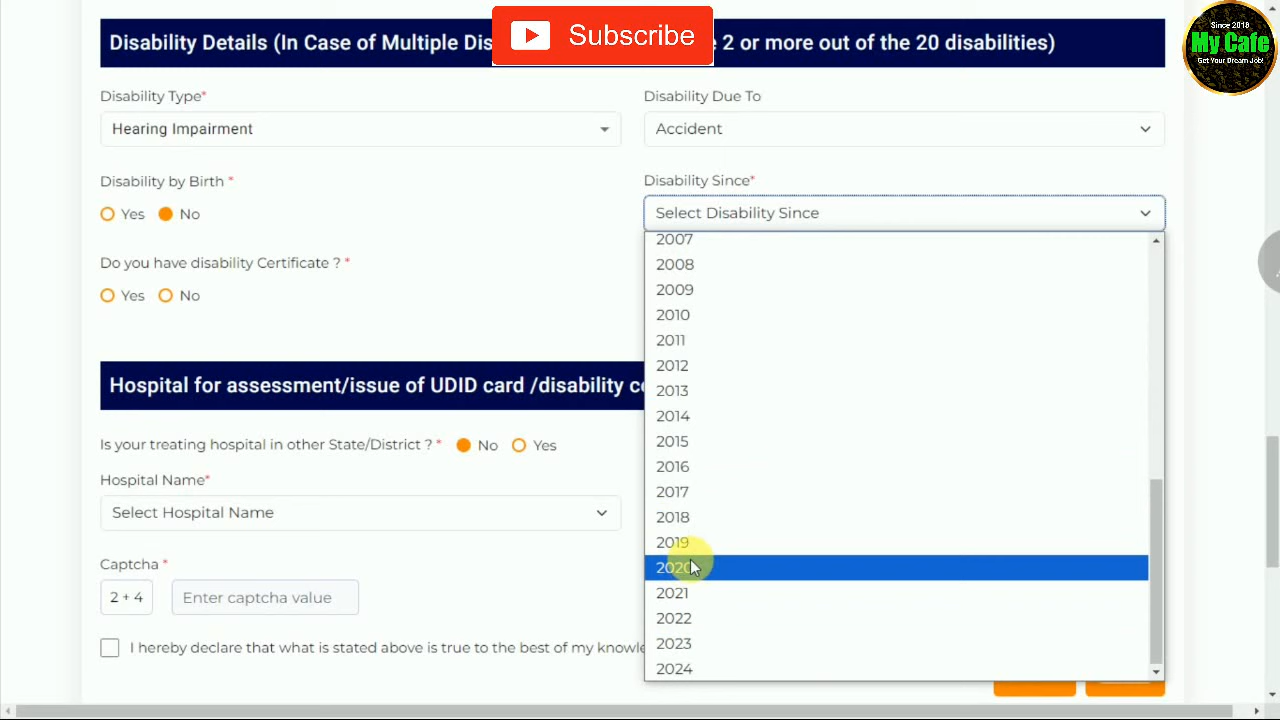 Subscribe
Since 2018
My Cafe
Get Your Dream Job!
Disability Details (In Case of Multiple Dis 2 or more out of the 20 disabilities)
Disability Type*
Disability Due To
Hearing Impairment
Accident
Disability by Birth *
Disability Since*
Yes No
Select Disability Since
Do you have disability Certificate ? *
Yes No
2007
2008
2009
2010
2011
2012
2013
2014
2015
2016
2017
2018
2019
2020
2021
2022
2023
2024
Hospital for assessment/issue of UDID card /disability c
Is your treating hospital in other State/District ? * No Yes
Hospital Name*
Select Hospital Name
Captcha *
2 + 4
Enter captcha value
I hereby declare that what is stated above is true to the best of my knowle